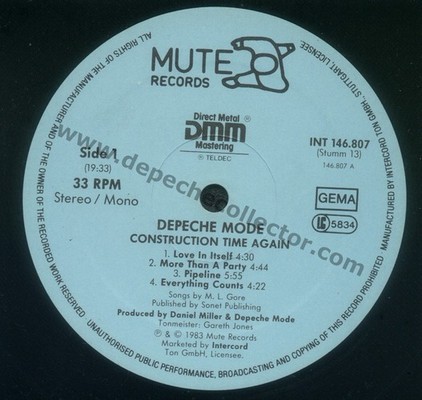 MUTE
RECORDS
Direct Metal
DMM ®
Mastering
℗ TELDEC
Side 1
(19:33)
33 RPM
Stereo / Mono
INT 146.807
(Stumm 13)
146.807 A
GEMA
LC 5834
DEPECHE MODE
CONSTRUCTION TIME AGAIN
1. Love In Itself 4:30
2. More Than A Party 4:44
3. Pipeline 5:55
4. Everything Counts 4:22
Songs by M. L. Gore
Published by Sonet Publishing
Produced by Daniel Miller & Depeche Mode
Tonmeister: Gareth Jones
℗ & © 1983 Mute Records.
Marketed by Intercord
Ton GmbH, Licensee.
ALL RIGHTS OF THE MANUFACTURER AND OF THE OWNER OF THE RECORDED WORK RESERVED. UNAUTHORISED PUBLIC PERFORMANCE, BROADCASTING AND COPYING OF THIS RECORD PROHIBITED · MANUFACTURED BY INTERCORD TON GMBH., STUTTGART, LICENSEE.
www.depechecollector.com